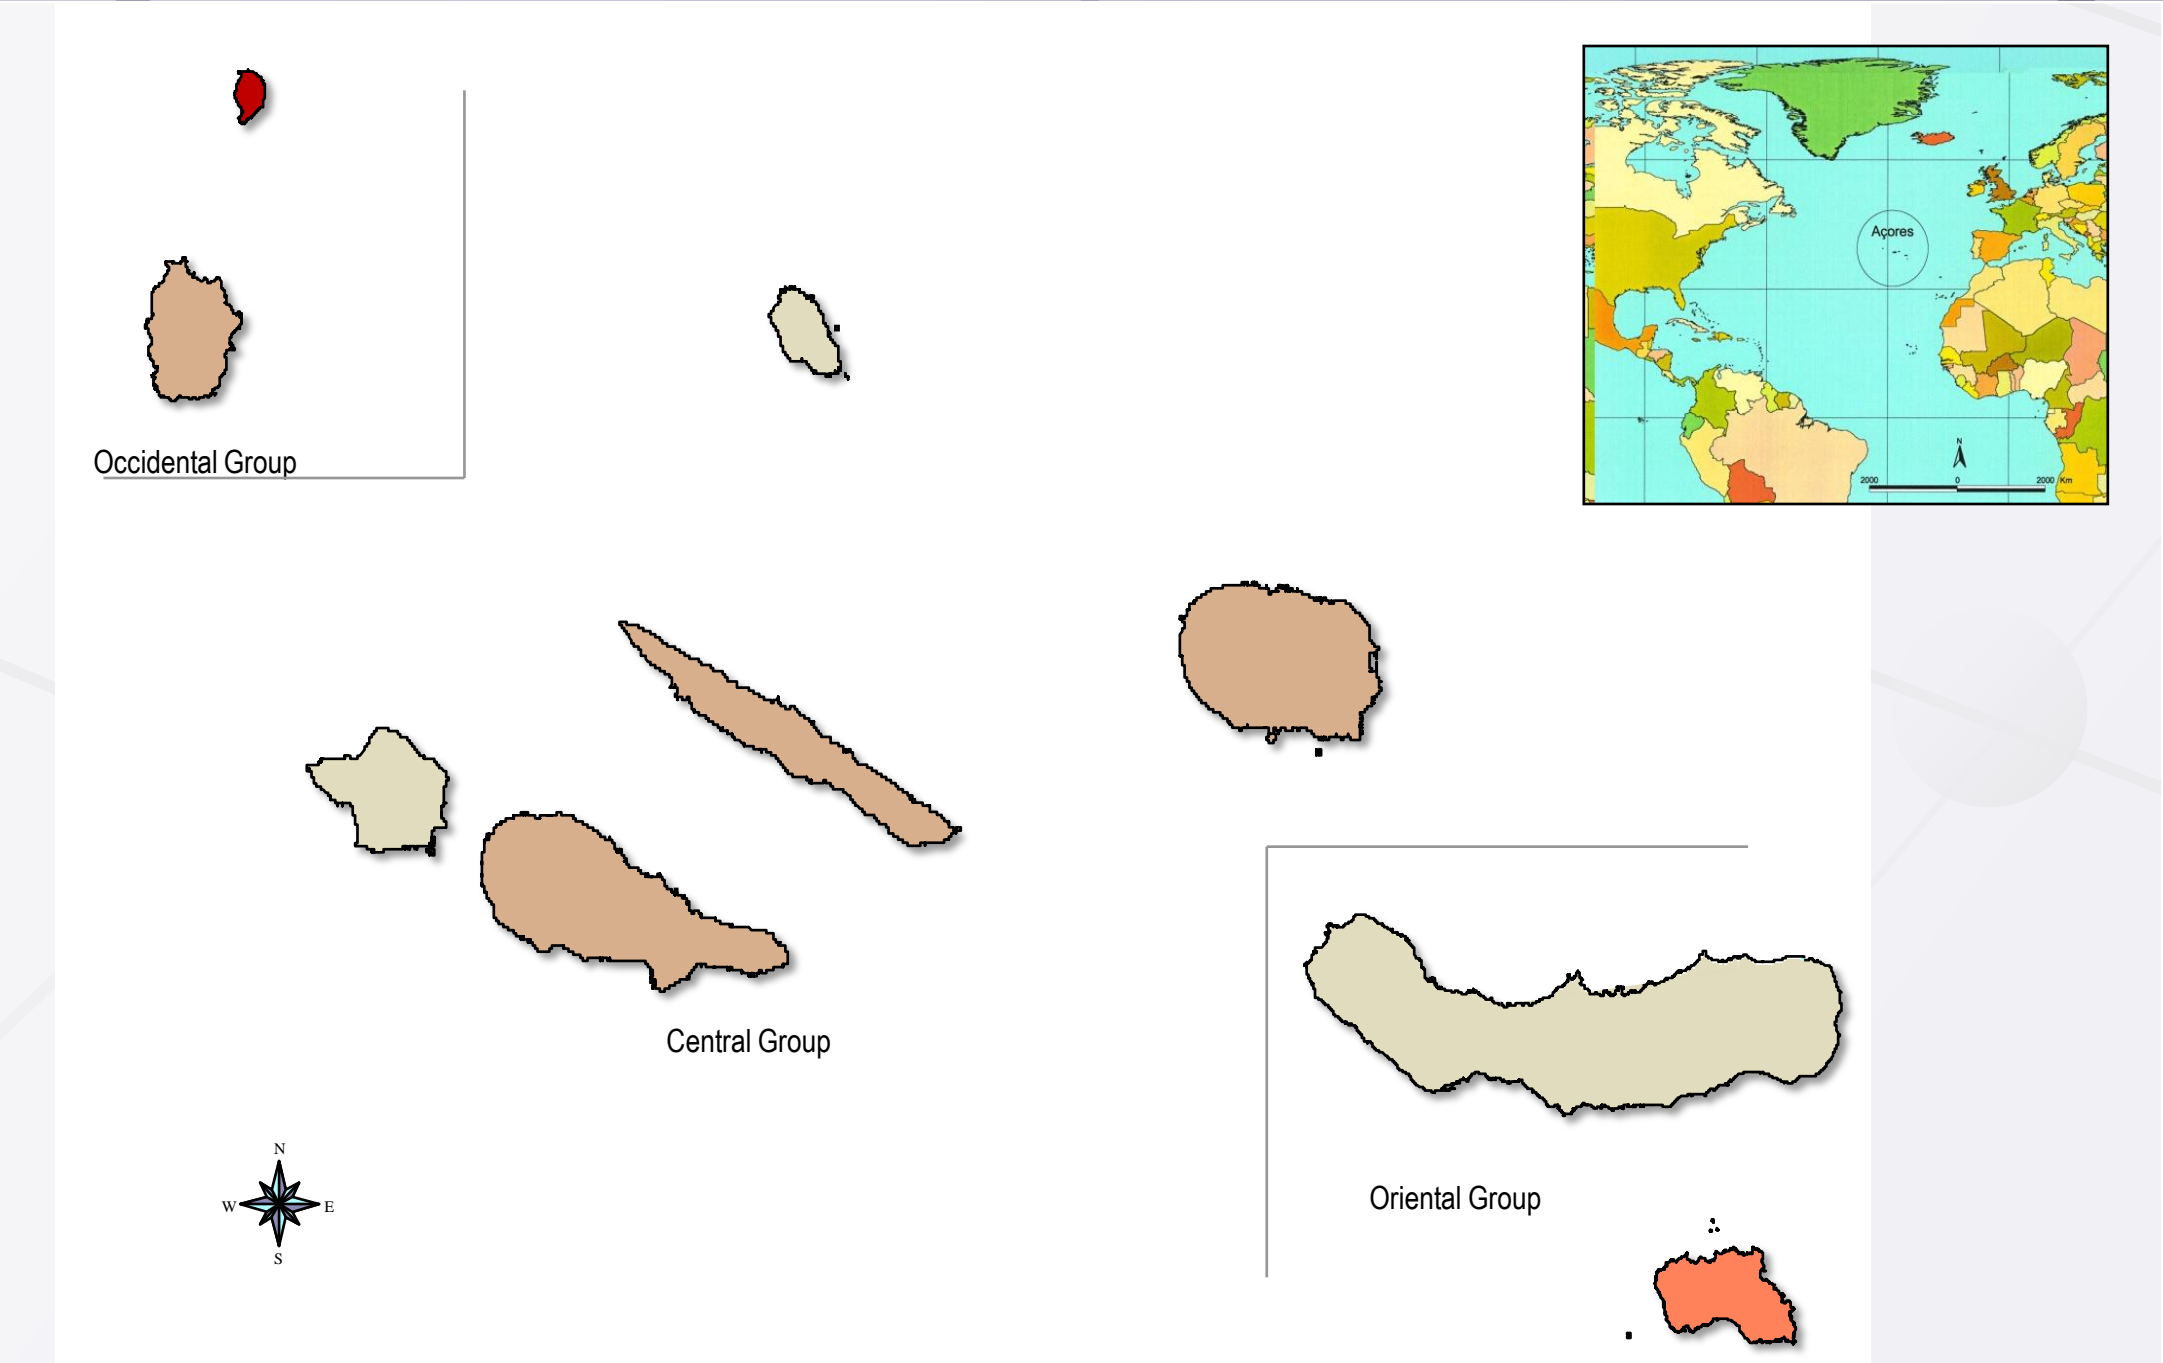 Occidental Group
Açores
N
2000 0 2000 Km
Central Group
Oriental Group
N
W E
S